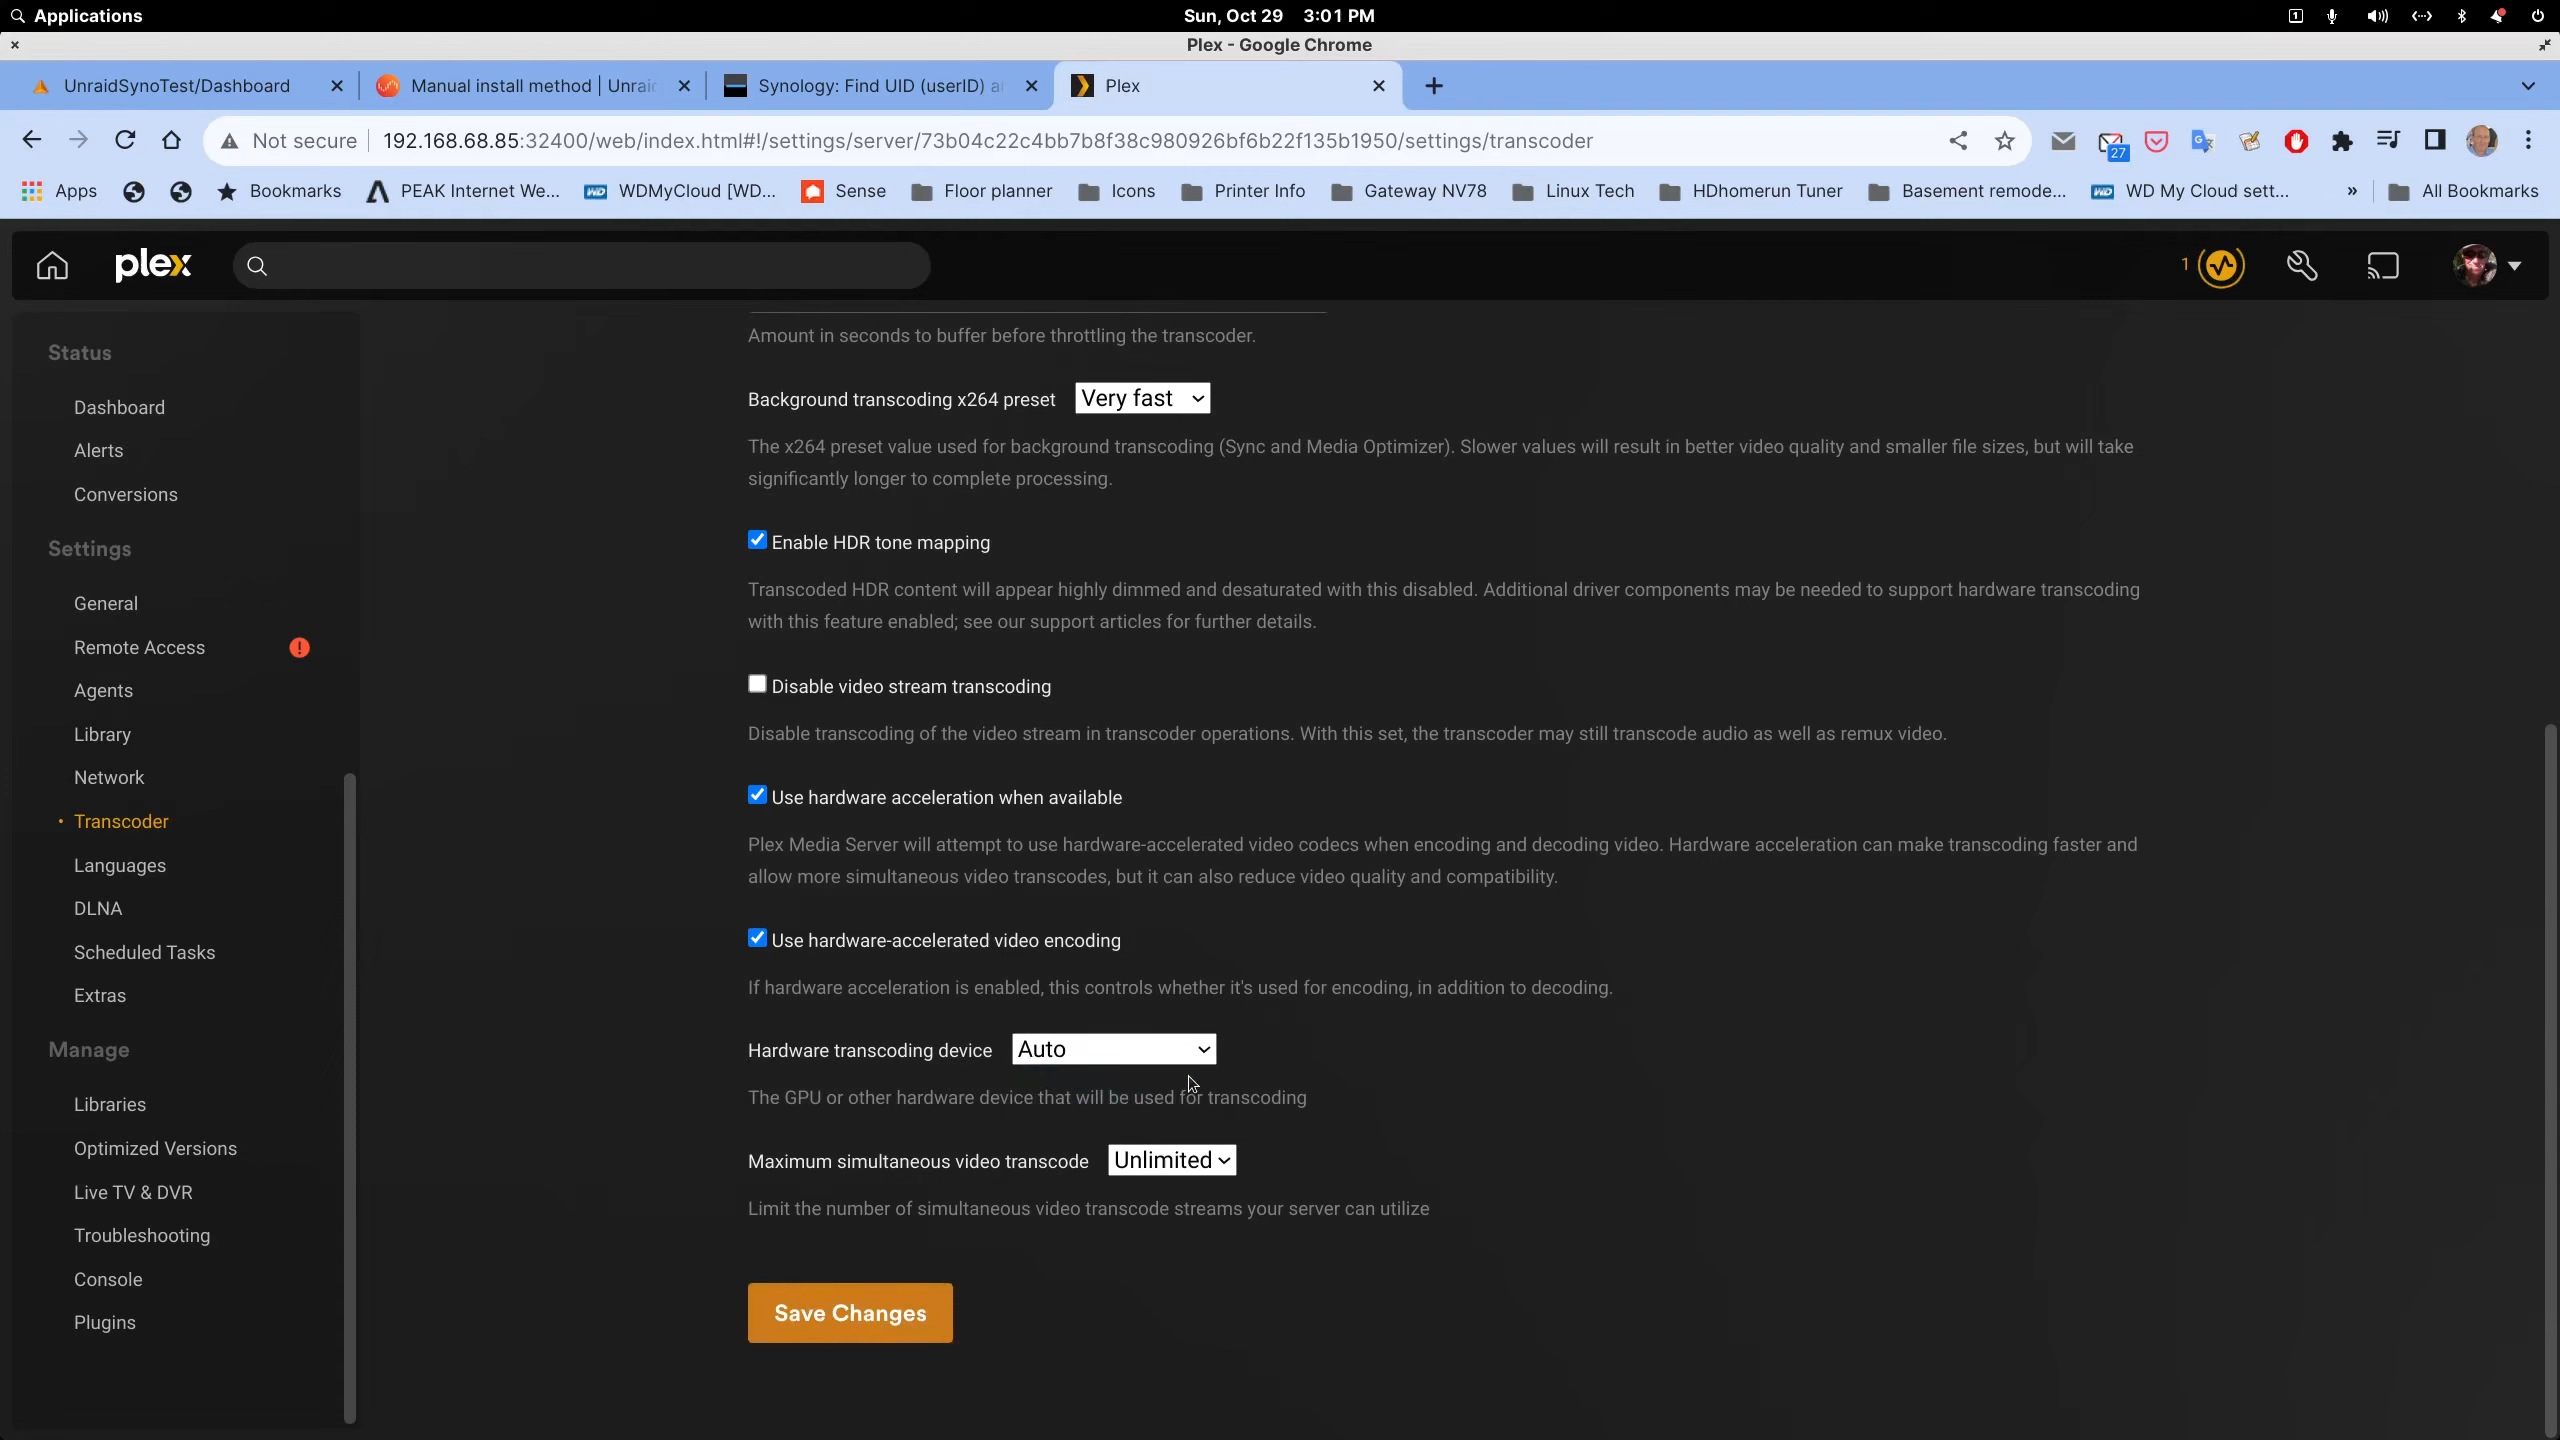 Applications
Sun, Oct 29 3:01 PM
1
Plex - Google Chrome
UnraidSynoTest/Dashboard
Manual install method | Unraid
Synology: Find UID (userID) a
Plex
Not secure
192.168.68.85:32400/web/index.html#!/settings/server/73b04c22c4bb7b8f38c980926bf6b22f135b1950/settings/transcoder
27
Apps
Bookmarks
PEAK Internet We...
WDMyCloud [WD...
Sense
Floor planner
Icons
Printer Info
Gateway NV78
Linux Tech
HDhomerun Tuner
Basement remode...
WD My Cloud sett...
»
All Bookmarks
plex
1
Status
Dashboard
Alerts
Conversions
Settings
General
Remote Access
Agents
Library
Network
• Transcoder
Languages
DLNA
Scheduled Tasks
Extras
Manage
Libraries
Optimized Versions
Live TV & DVR
Troubleshooting
Console
Plugins
Amount in seconds to buffer before throttling the transcoder.
Background transcoding x264 preset Very fast
The x264 preset value used for background transcoding (Sync and Media Optimizer). Slower values will result in better video quality and smaller file sizes, but will take
significantly longer to complete processing.
Enable HDR tone mapping
Transcoded HDR content will appear highly dimmed and desaturated with this disabled. Additional driver components may be needed to support hardware transcoding
with this feature enabled; see our support articles for further details.
Disable video stream transcoding
Disable transcoding of the video stream in transcoder operations. With this set, the transcoder may still transcode audio as well as remux video.
Use hardware acceleration when available
Plex Media Server will attempt to use hardware-accelerated video codecs when encoding and decoding video. Hardware acceleration can make transcoding faster and
allow more simultaneous video transcodes, but it can also reduce video quality and compatibility.
Use hardware-accelerated video encoding
If hardware acceleration is enabled, this controls whether it's used for encoding, in addition to decoding.
Hardware transcoding device Auto
The GPU or other hardware device that will be used for transcoding
Maximum simultaneous video transcode Unlimited
Limit the number of simultaneous video transcode streams your server can utilize
Save Changes